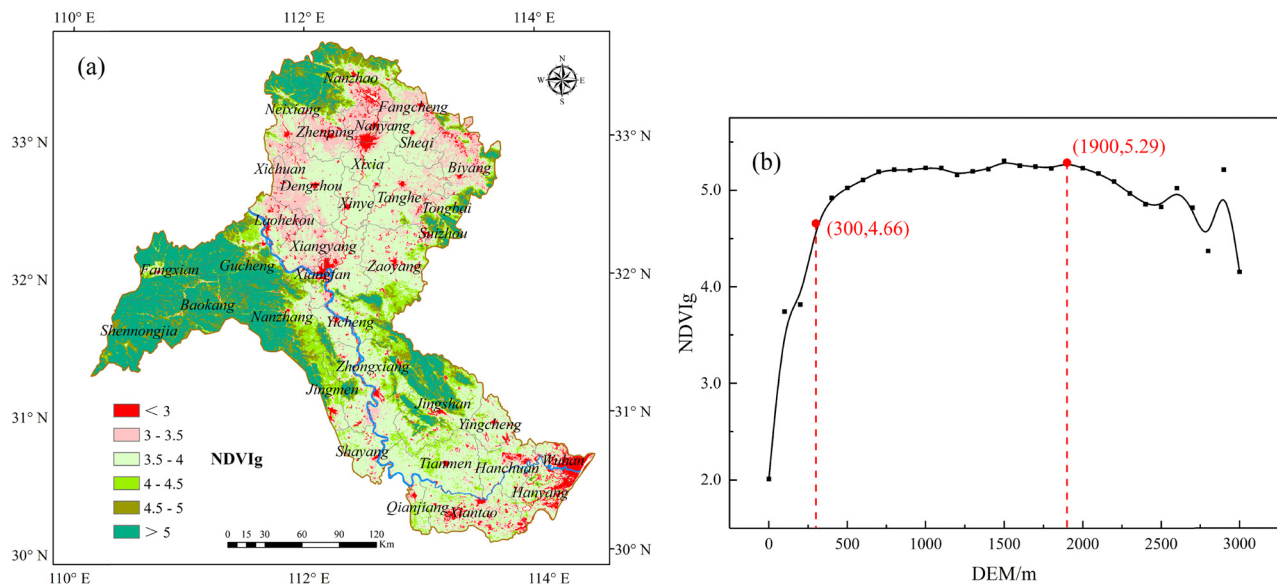 110° E
112° E
114° E
(a)
N
W
E
S
33° N
32° N
31° N
30° N
Nanzhao
Neixiang
Fangcheng
Zhenping
Nanyang
Sheqi
Xixia
Biyang
Xichuan
Dengzhou
Tanghe
Xinye
Tongbai
Laohekou
Suizhou
Xiangyang
Zaoyang
Fangxian
Gucheng
Xiangfan
Baokang
Nanzhang
Yicheng
Shennongjia
Zhongxiang
Jingmen
Jingshan
Yingcheng
Shayang
Tianmen
Hanchuan
Wuhan
Hanyang
Qianjiang
Xiantao
< 3
3 - 3.5
3.5 - 4
4 - 4.5
4.5 - 5
> 5
NDVIg
0 15 30 60 90 120
Km
33° N
32° N
31° N
30° N
110° E
112° E
114° E
(b)
(1900,5.29)
(300,4.66)
5.0
4.0
3.0
2.0
NDVIg
0 500 1000 1500 2000 2500 3000
DEM/m